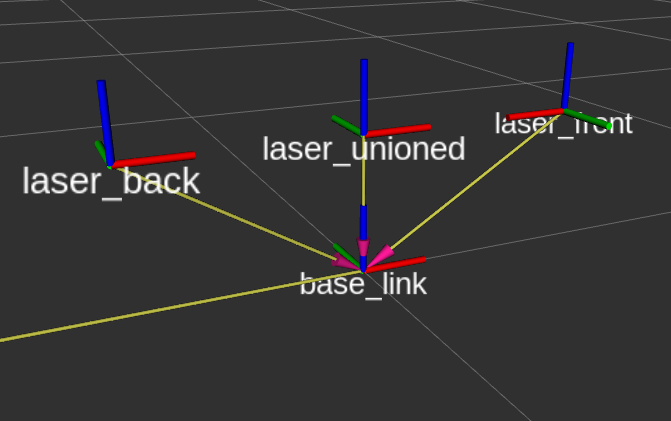 laser_front
laser_unioned
laser_back
base_link